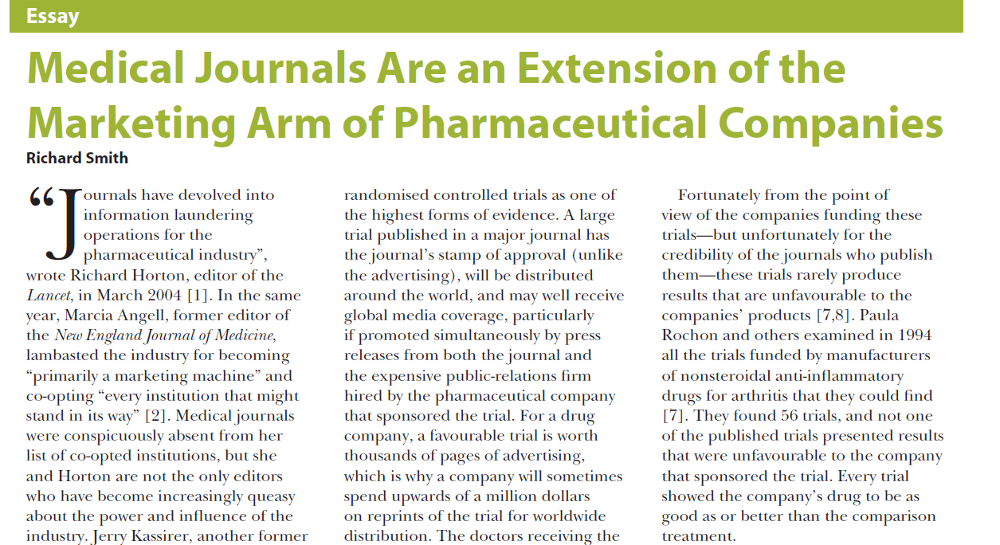 Essay
Medical Journals Are an Extension of the
Marketing Arm of Pharmaceutical Companies
Richard Smith
“Journals have devolved into
information laundering
operations for the
pharmaceutical industry”,
wrote Richard Horton, editor of the
Lancet, in March 2004 [1]. In the same
year, Marcia Angell, former editor of
the New England Journal of Medicine,
lambasted the industry for becoming
“primarily a marketing machine” and
co-opting “every institution that might
stand in its way” [2]. Medical journals
were conspicuously absent from her
list of co-opted institutions, but she
and Horton are not the only editors
who have become increasingly queasy
about the power and influence of the
industry. Jerry Kassirer, another former
randomised controlled trials as one of
the highest forms of evidence. A large
trial published in a major journal has
the journal’s stamp of approval (unlike
the advertising), will be distributed
around the world, and may well receive
global media coverage, particularly
if promoted simultaneously by press
releases from both the journal and
the expensive public-relations firm
hired by the pharmaceutical company
that sponsored the trial. For a drug
company, a favourable trial is worth
thousands of pages of advertising,
which is why a company will sometimes
spend upwards of a million dollars
on reprints of the trial for worldwide
distribution. The doctors receiving the
Fortunately from the point of
view of the companies funding these
trials—but unfortunately for the
credibility of the journals who publish
them—these trials rarely produce
results that are unfavourable to the
companies’ products [7,8]. Paula
Rochon and others examined in 1994
all the trials funded by manufacturers
of nonsteroidal anti-inflammatory
drugs for arthritis that they could find
[7]. They found 56 trials, and not one
of the published trials presented results
that were unfavourable to the company
that sponsored the trial. Every trial
showed the company’s drug to be as
good as or better than the comparison
treatment.